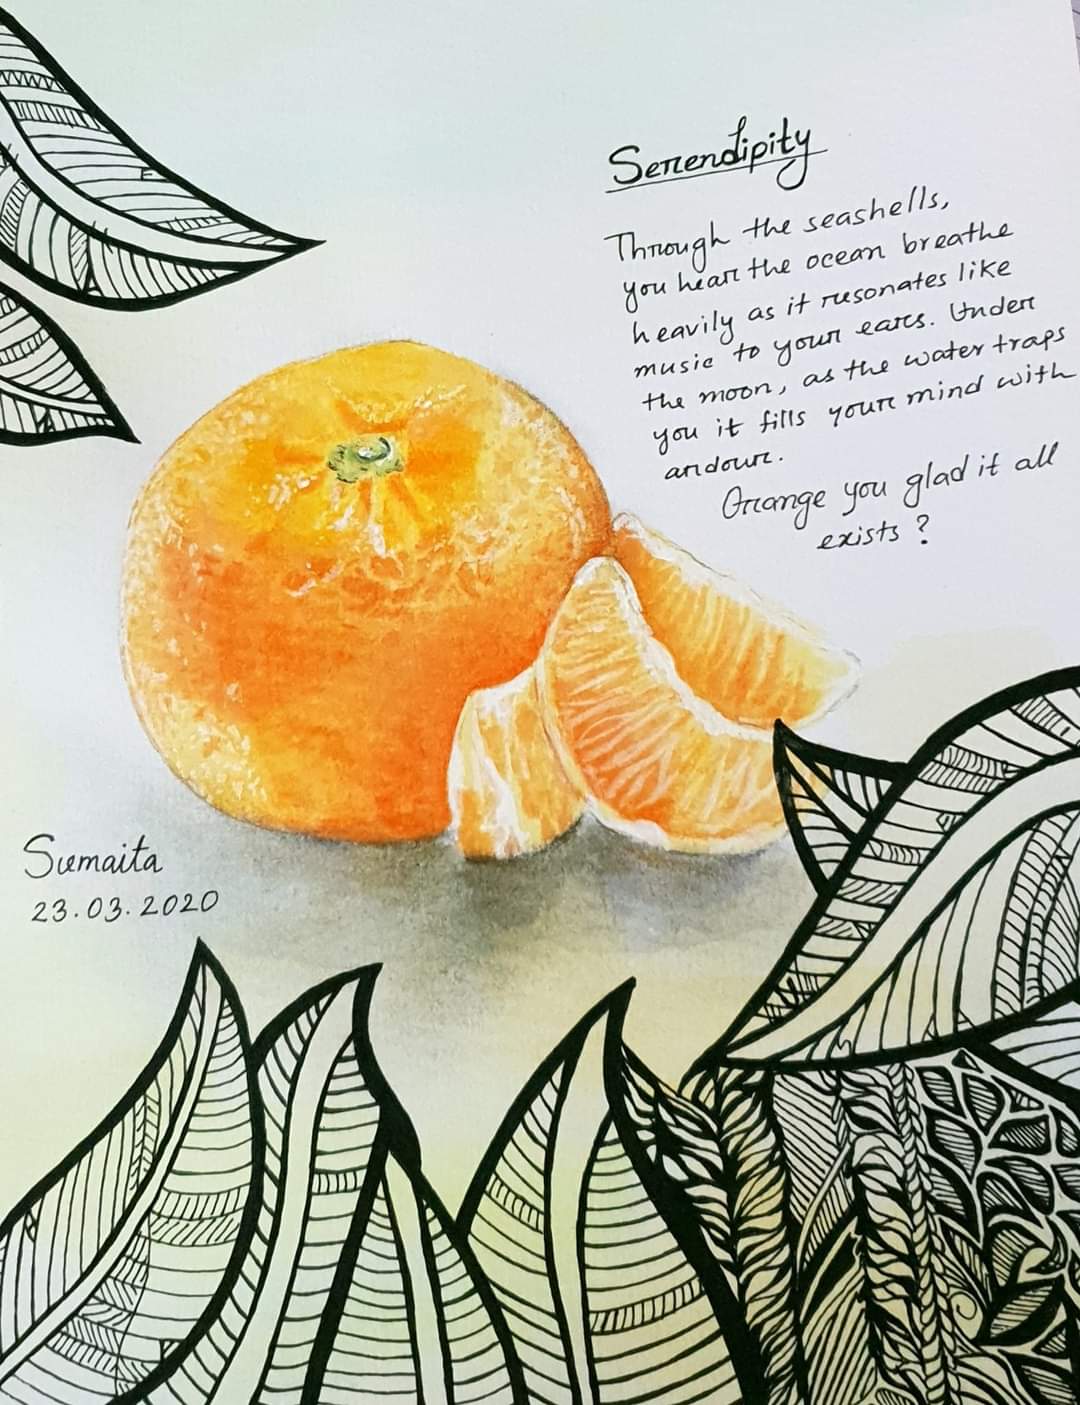 Serendipity
Through the seashells,
you hear the ocean breathe
heavily as it resonates like
music to your ears. Under
the moon, as the water traps
you it fills your mind with
ardour.
Orange you glad it all
exists?
Sumaita
23.03.2020